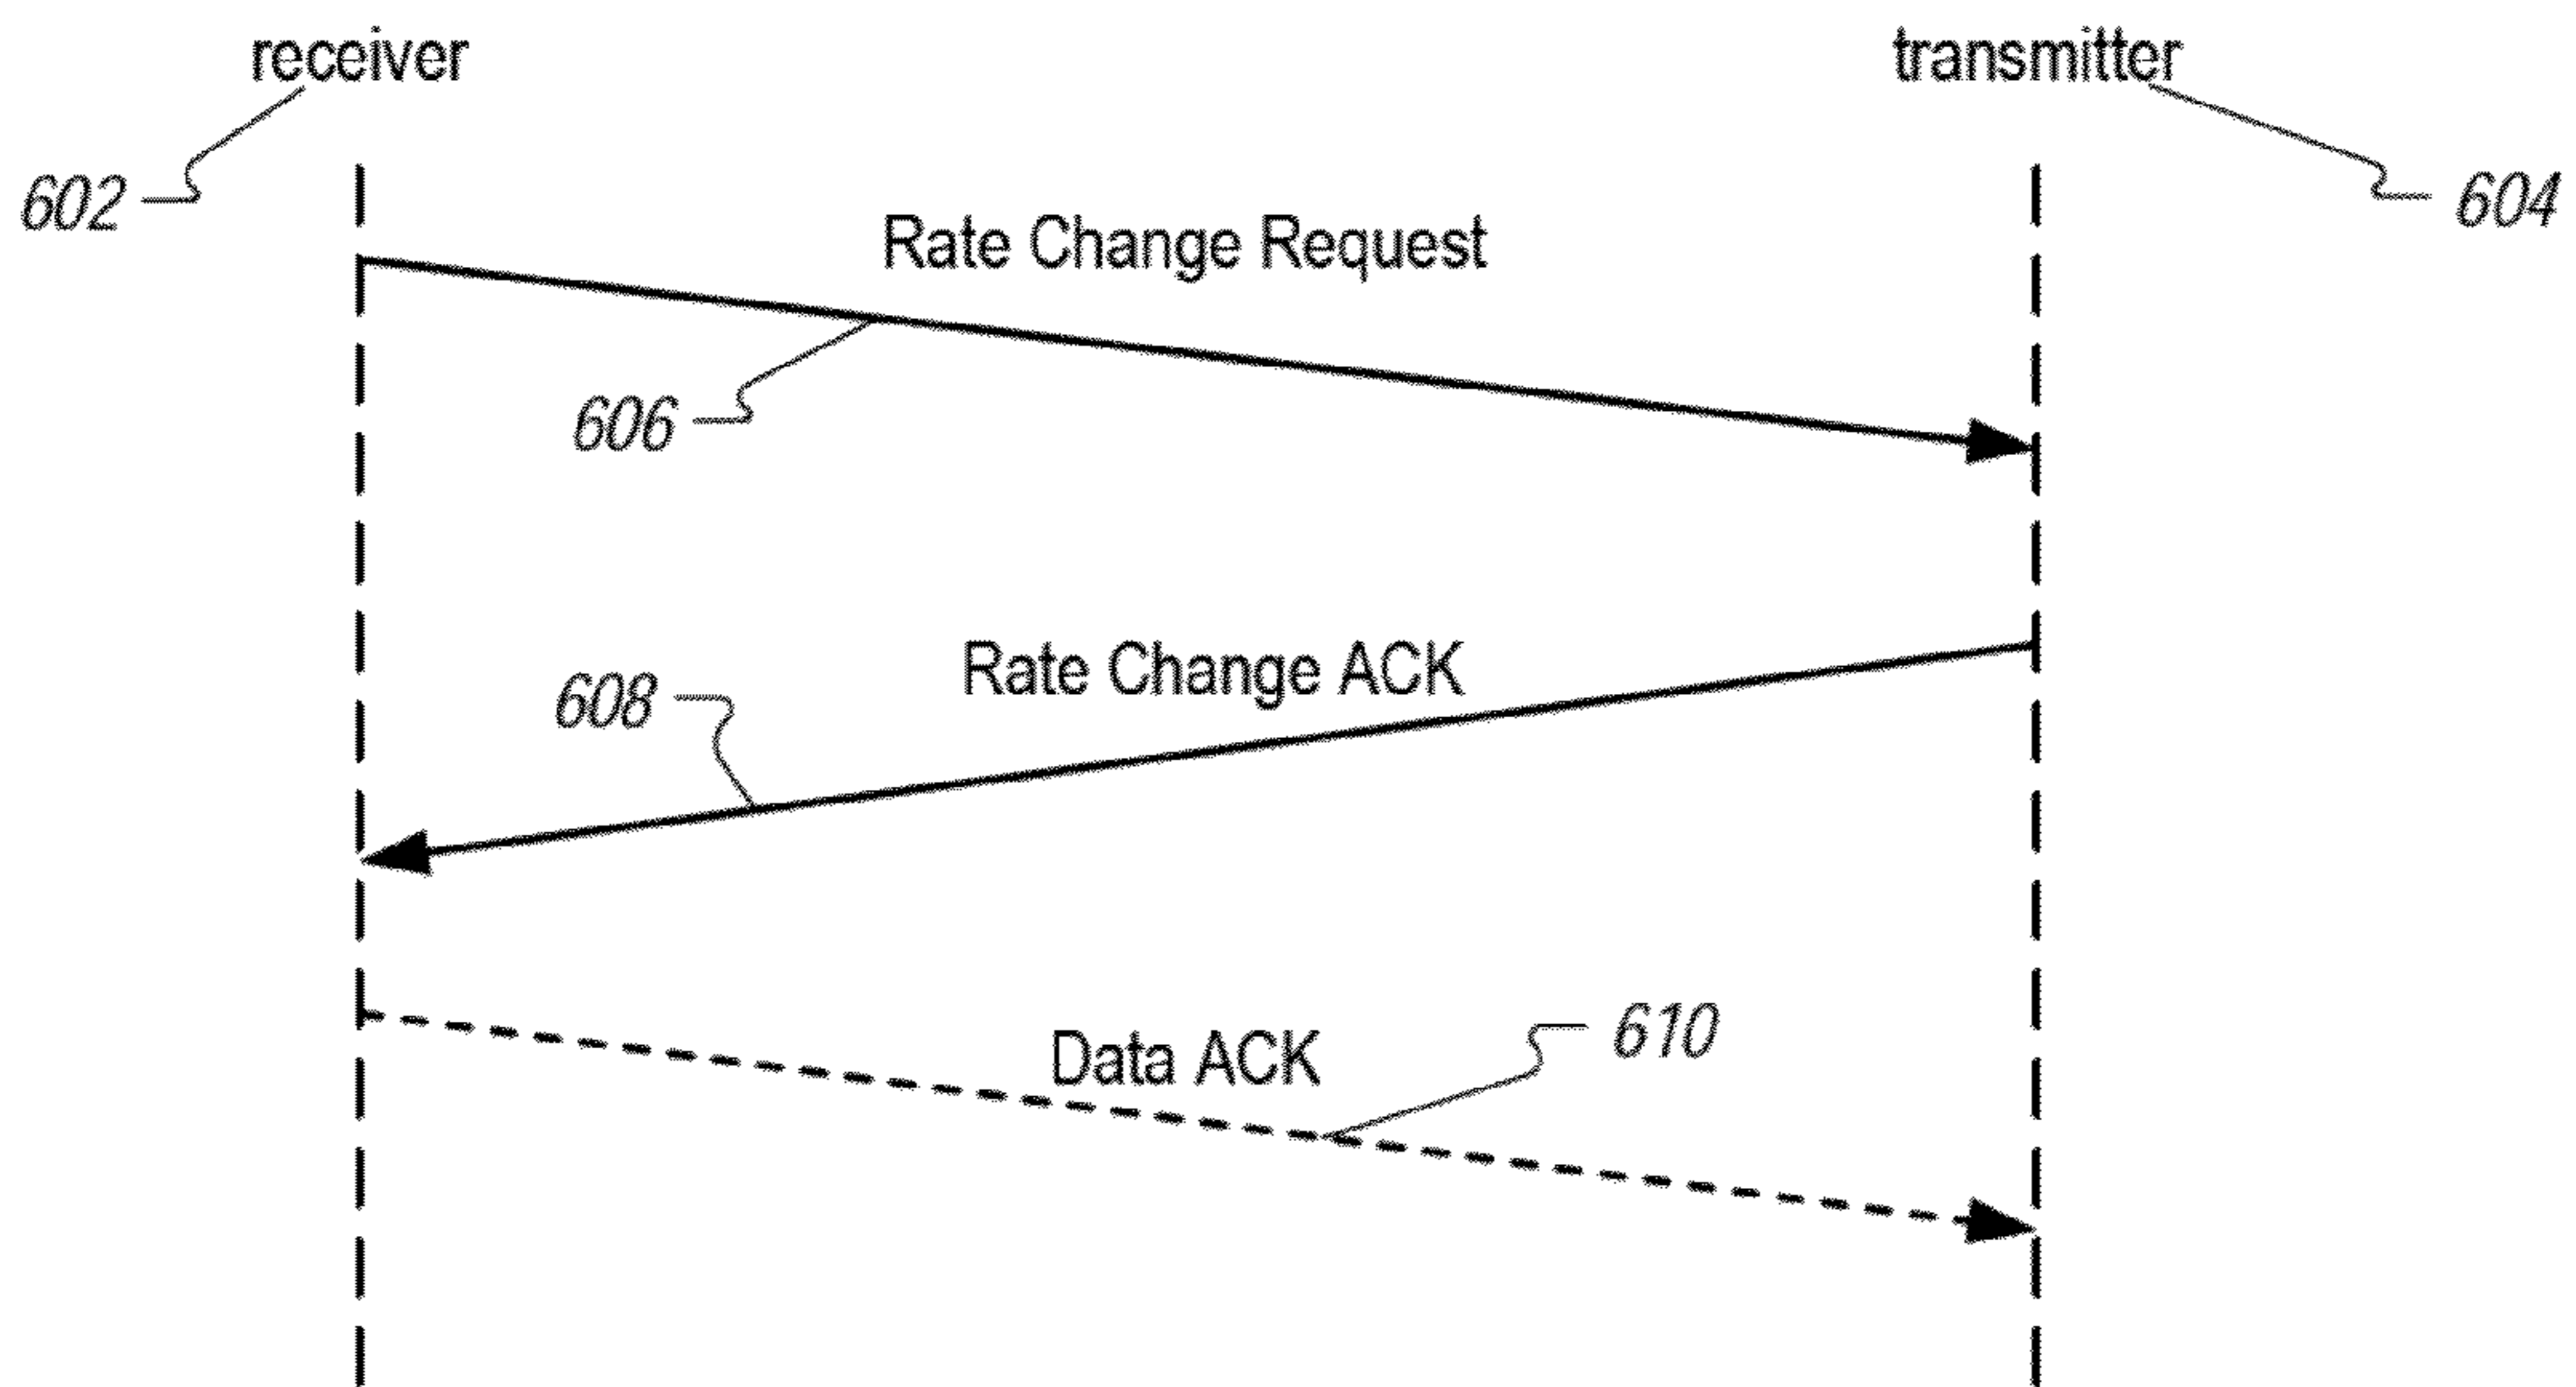 receiver
transmitter
602
604
Rate Change Request
606
Rate Change ACK
608
Data ACK
610